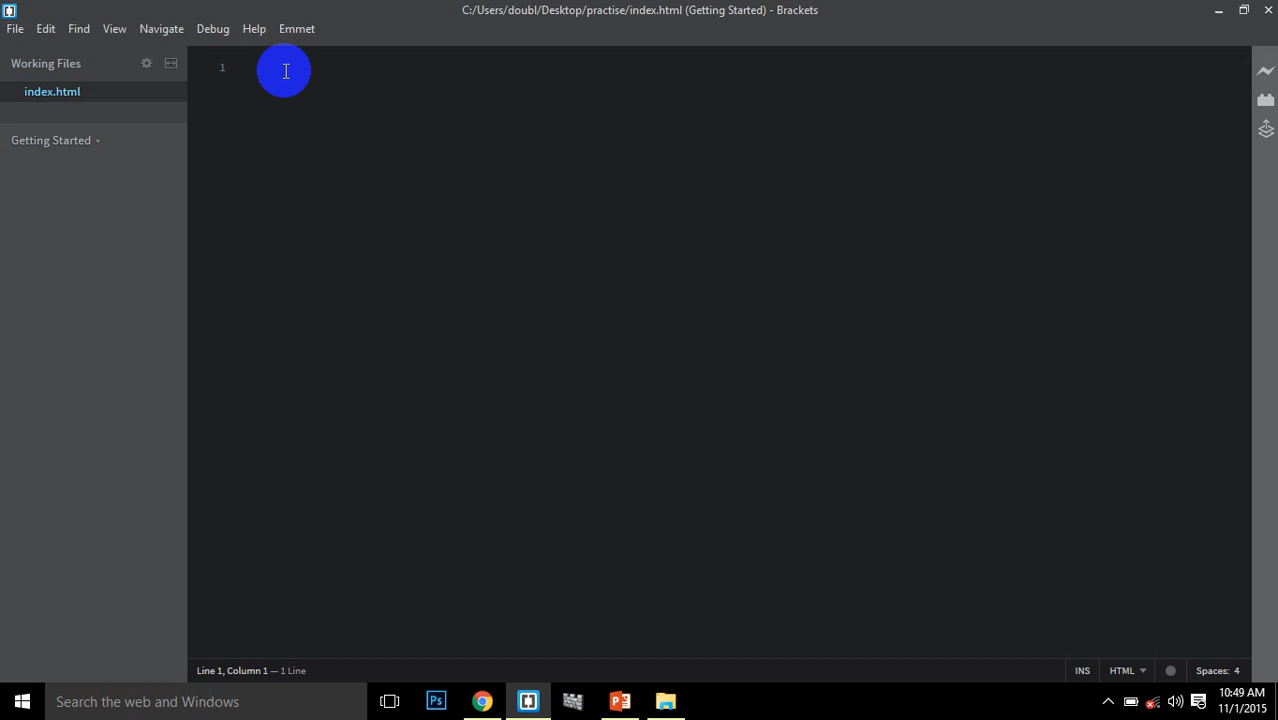 C:/Users/doubl/Desktop/practise/index.html (Getting Started) - Brackets
File Edit Find View Navigate Debug Help Emmet
Working Files
1
index.html
Getting Started
Line 1, Column 1 — 1 Line
INS HTML Spaces: 4
Search the web and Windows
Ps
10:49 AM
11/1/2015